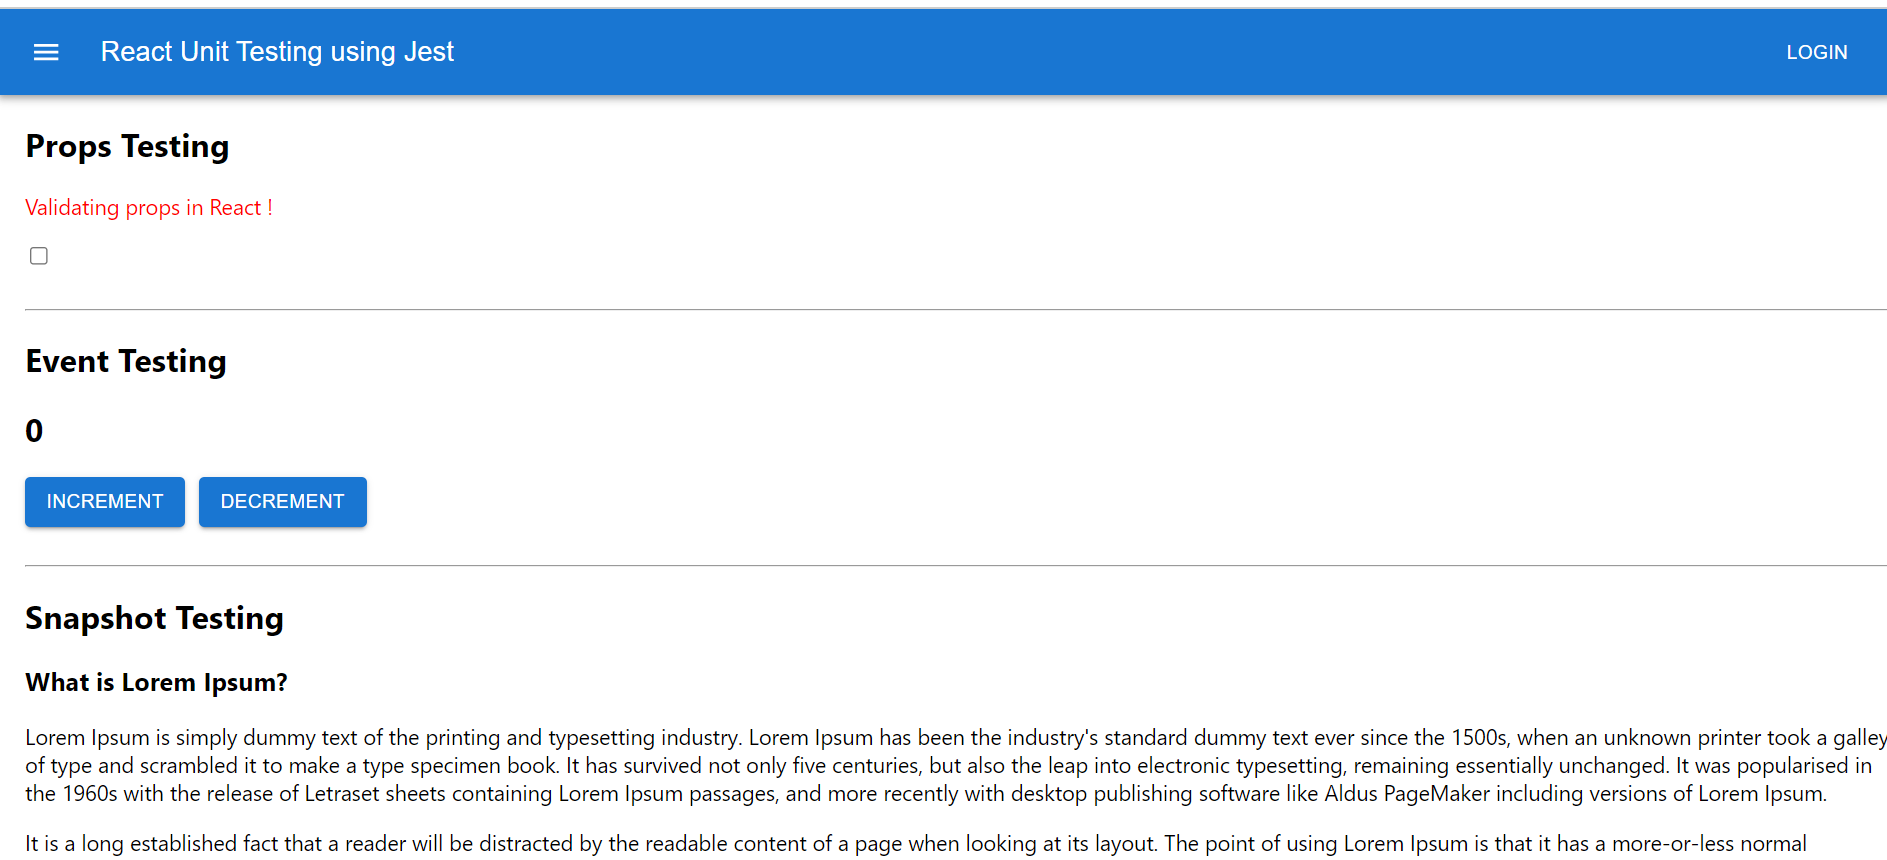 React Unit Testing using Jest
LOGIN
Props Testing
Validating props in React !
Event Testing
0
INCREMENT
DECREMENT
Snapshot Testing
What is Lorem Ipsum?
Lorem Ipsum is simply dummy text of the printing and typesetting industry. Lorem Ipsum has been the industry's standard dummy text ever since the 1500s, when an unknown printer took a galley
of type and scrambled it to make a type specimen book. It has survived not only five centuries, but also the leap into electronic typesetting, remaining essentially unchanged. It was popularised in
the 1960s with the release of Letraset sheets containing Lorem Ipsum passages, and more recently with desktop publishing software like Aldus PageMaker including versions of Lorem Ipsum.
It is a long established fact that a reader will be distracted by the readable content of a page when looking at its layout. The point of using Lorem Ipsum is that it has a more-or-less normal